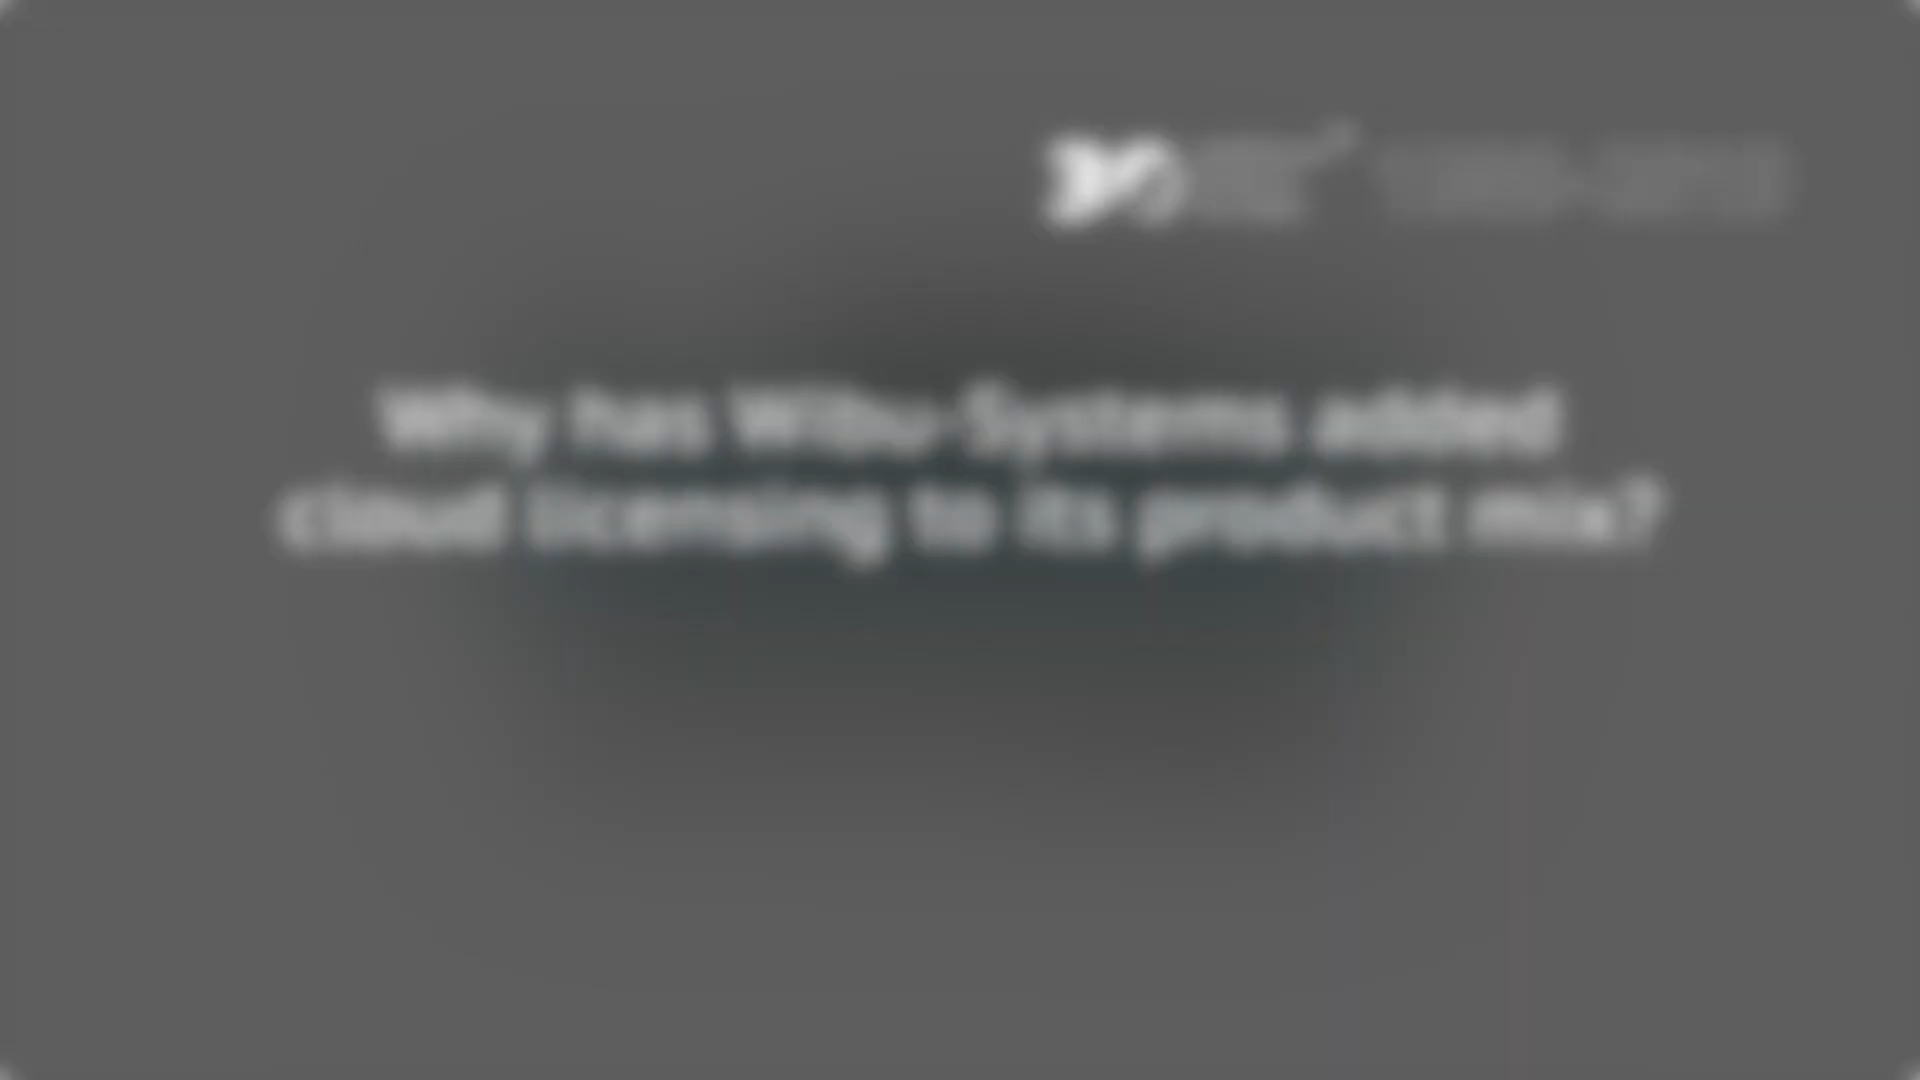 Why has Wibu-Systems added
cloud licensing to its product mix?